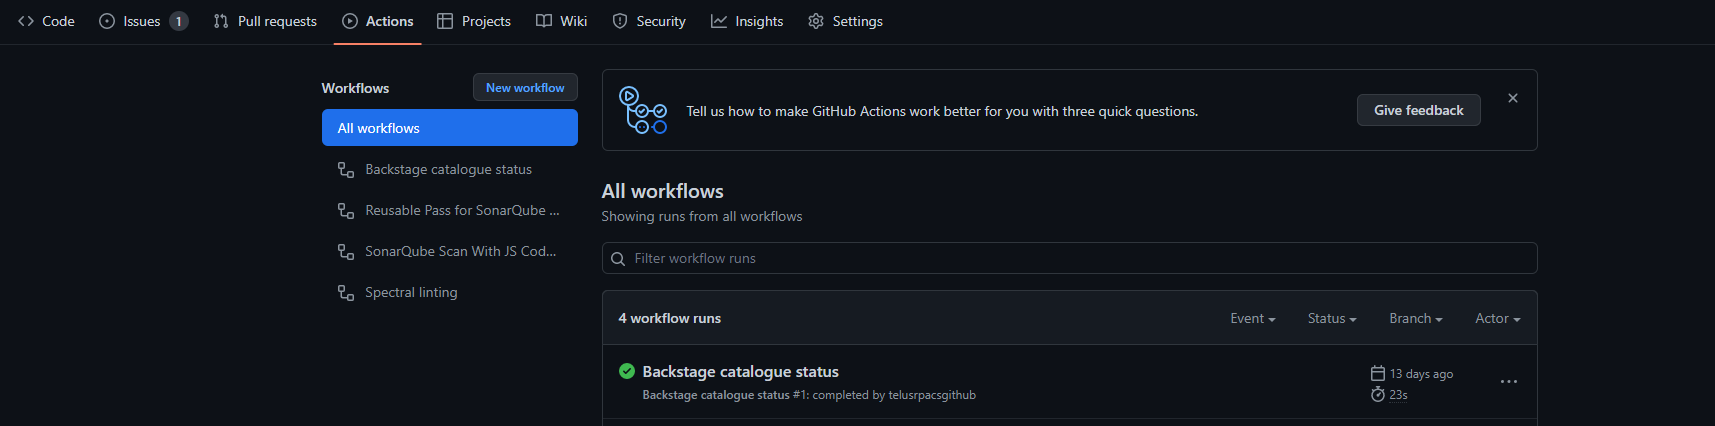 Code Issues 1 Pull requests Actions Projects Wiki Security Insights Settings
Workflows
New workflow
All workflows
Backstage catalogue status
Reusable Pass for SonarQube ...
SonarQube Scan With JS Cod...
Spectral linting
Tell us how to make GitHub Actions work better for you with three quick questions.
Give feedback
All workflows
Showing runs from all workflows
Filter workflow runs
4 workflow runs
Event Status Branch Actor
Backstage catalogue status
Backstage catalogue status #1: completed by telusrpacsgithub
13 days ago
23s